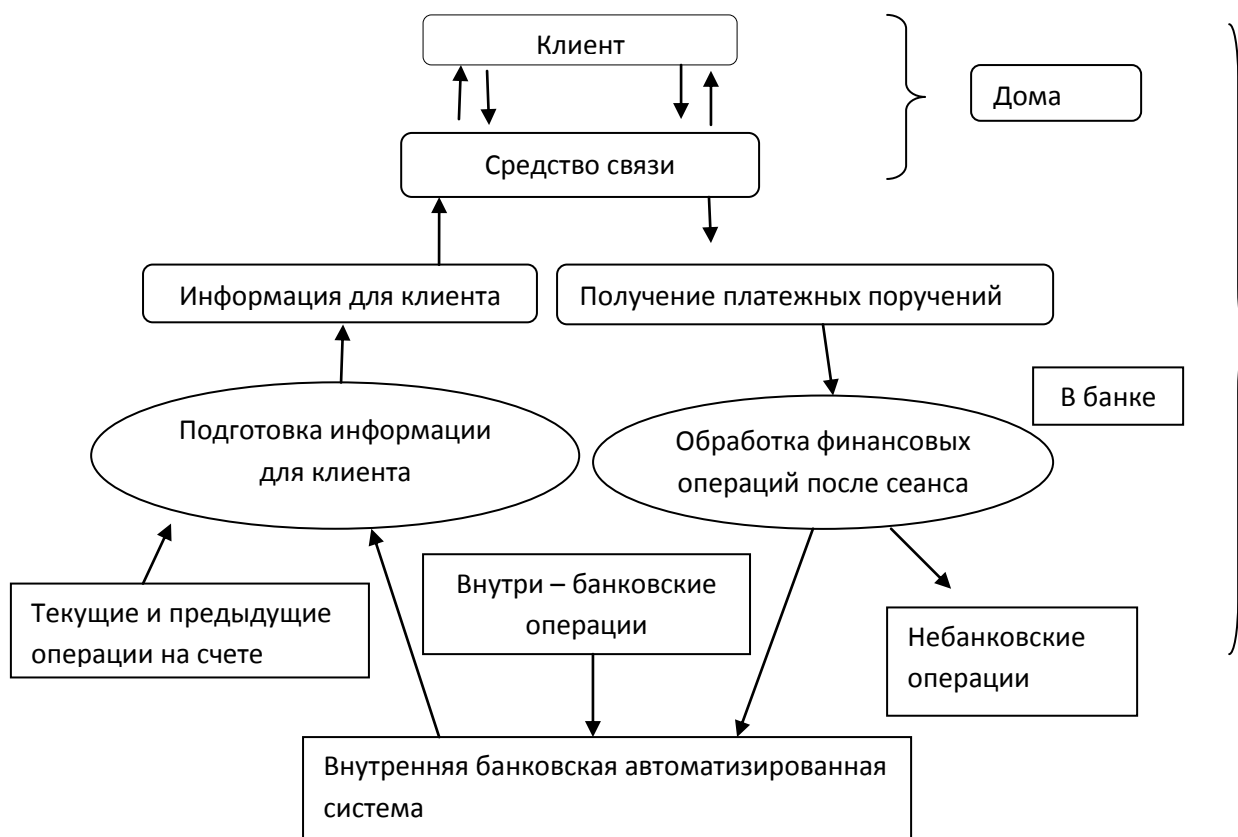 Клиент
Дома
Средство связи
Информация для клиента
Получение платежных поручений
В банке
Подготовка информации
для клиента
Обработка финансовых
операций после сеанса
Текущие и предыдущие
операции на счете
Внутри – банковские
операции
Небанковские
операции
Внутренняя банковская автоматизированная
система